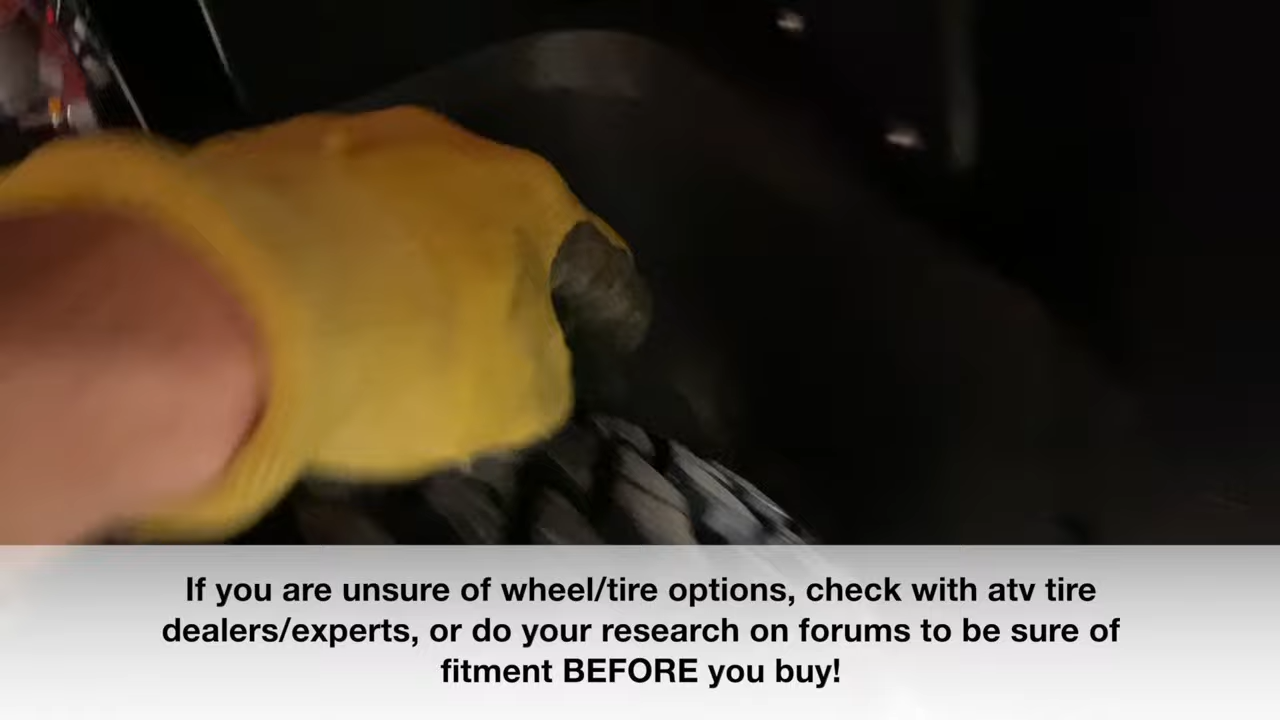 If you are unsure of wheel/tire options, check with atv tire
dealers/experts, or do your research on forums to be sure of
fitment BEFORE you buy!